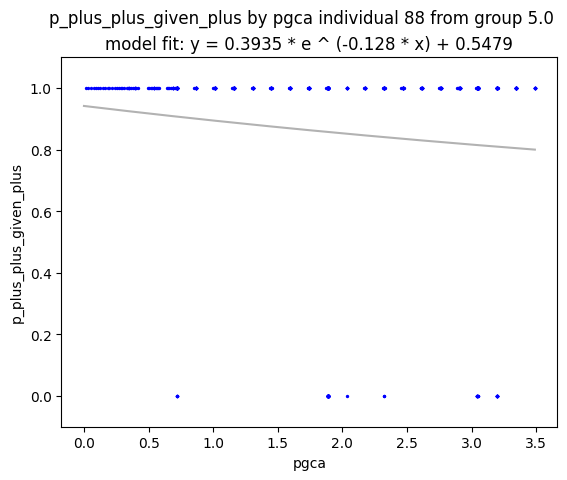 p_plus_plus_given_plus by pgca individual 88 from group 5.0
model fit: y = 0.3935 * e ^ (-0.128 * x) + 0.5479
p_plus_plus_given_plus
1.0
0.8
0.6
0.4
0.2
0.0
0.0 0.5 1.0 1.5 2.0 2.5 3.0 3.5
pgca